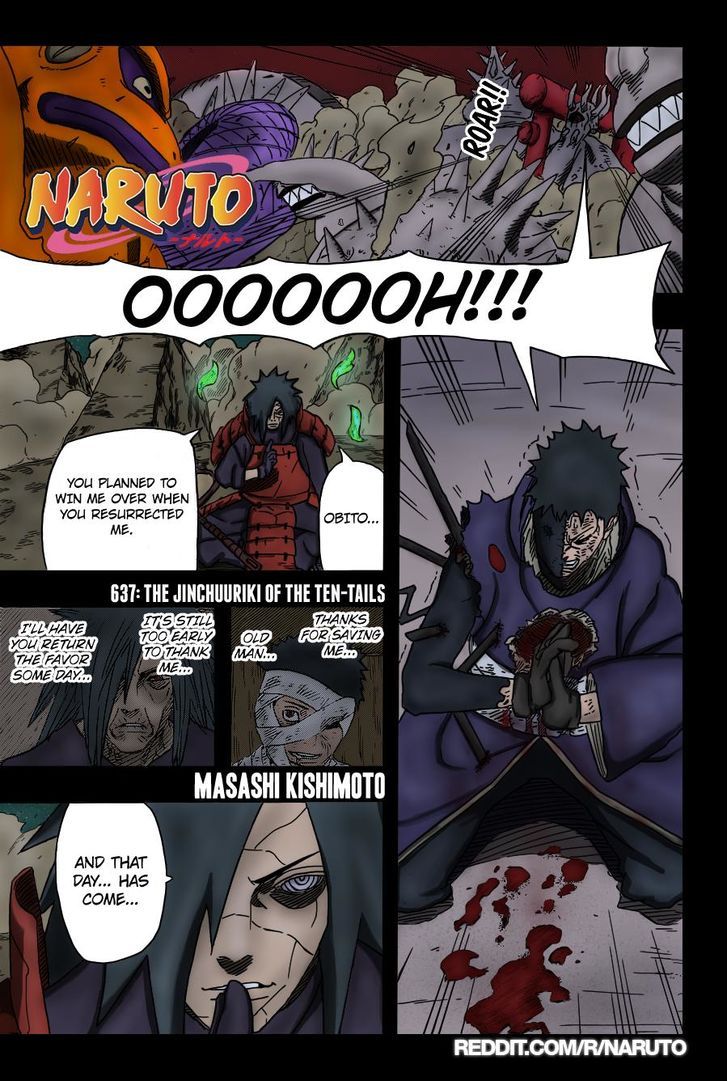 ROAR!!
NARUTO
-ナルト-
OOOOOOH!!!
OBITO...
YOU PLANNED TO
WIN ME OVER WHEN
YOU RESURRECTED
ME.
637: THE JINCHUURIKI OF THE TEN-TAILS
THANKS
FOR SAVING
ME...
OLD
MAN...
IT'S STILL
TOO EARLY
TO THANK
ME...
I'LL HAVE
YOU RETURN
THE FAVOR
SOME DAY...
MASASHI KISHIMOTO
AND THAT
DAY... HAS
COME...
REDDIT.COM/R/NARUTO